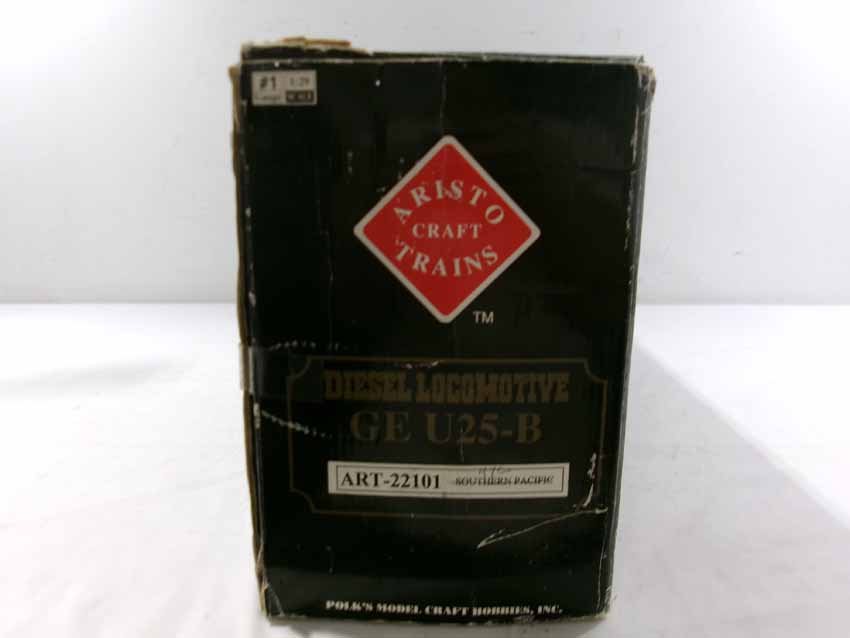 #1
1:29
SCALE
ARISTO
CRAFT
TRAINS
TM
DIESEL LOCOMOTIVE
GE U25-B
ART-22101 SOUTHERN PACIFIC
POLK'S MODEL CRAFT HOBBIES, INC.